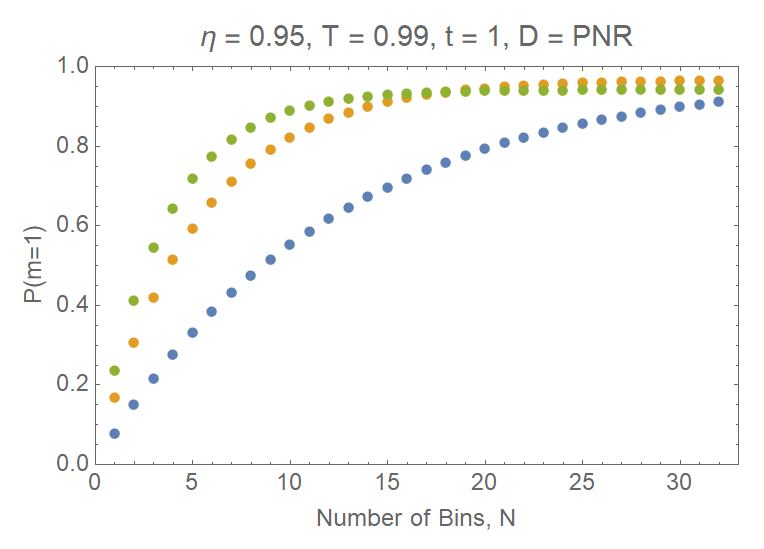 η = 0.95, T = 0.99, t = 1, D = PNR
1.0
0.8
0.6
0.4
0.2
0.0
P(m=1)
0 5 10 15 20 25 30
Number of Bins, N